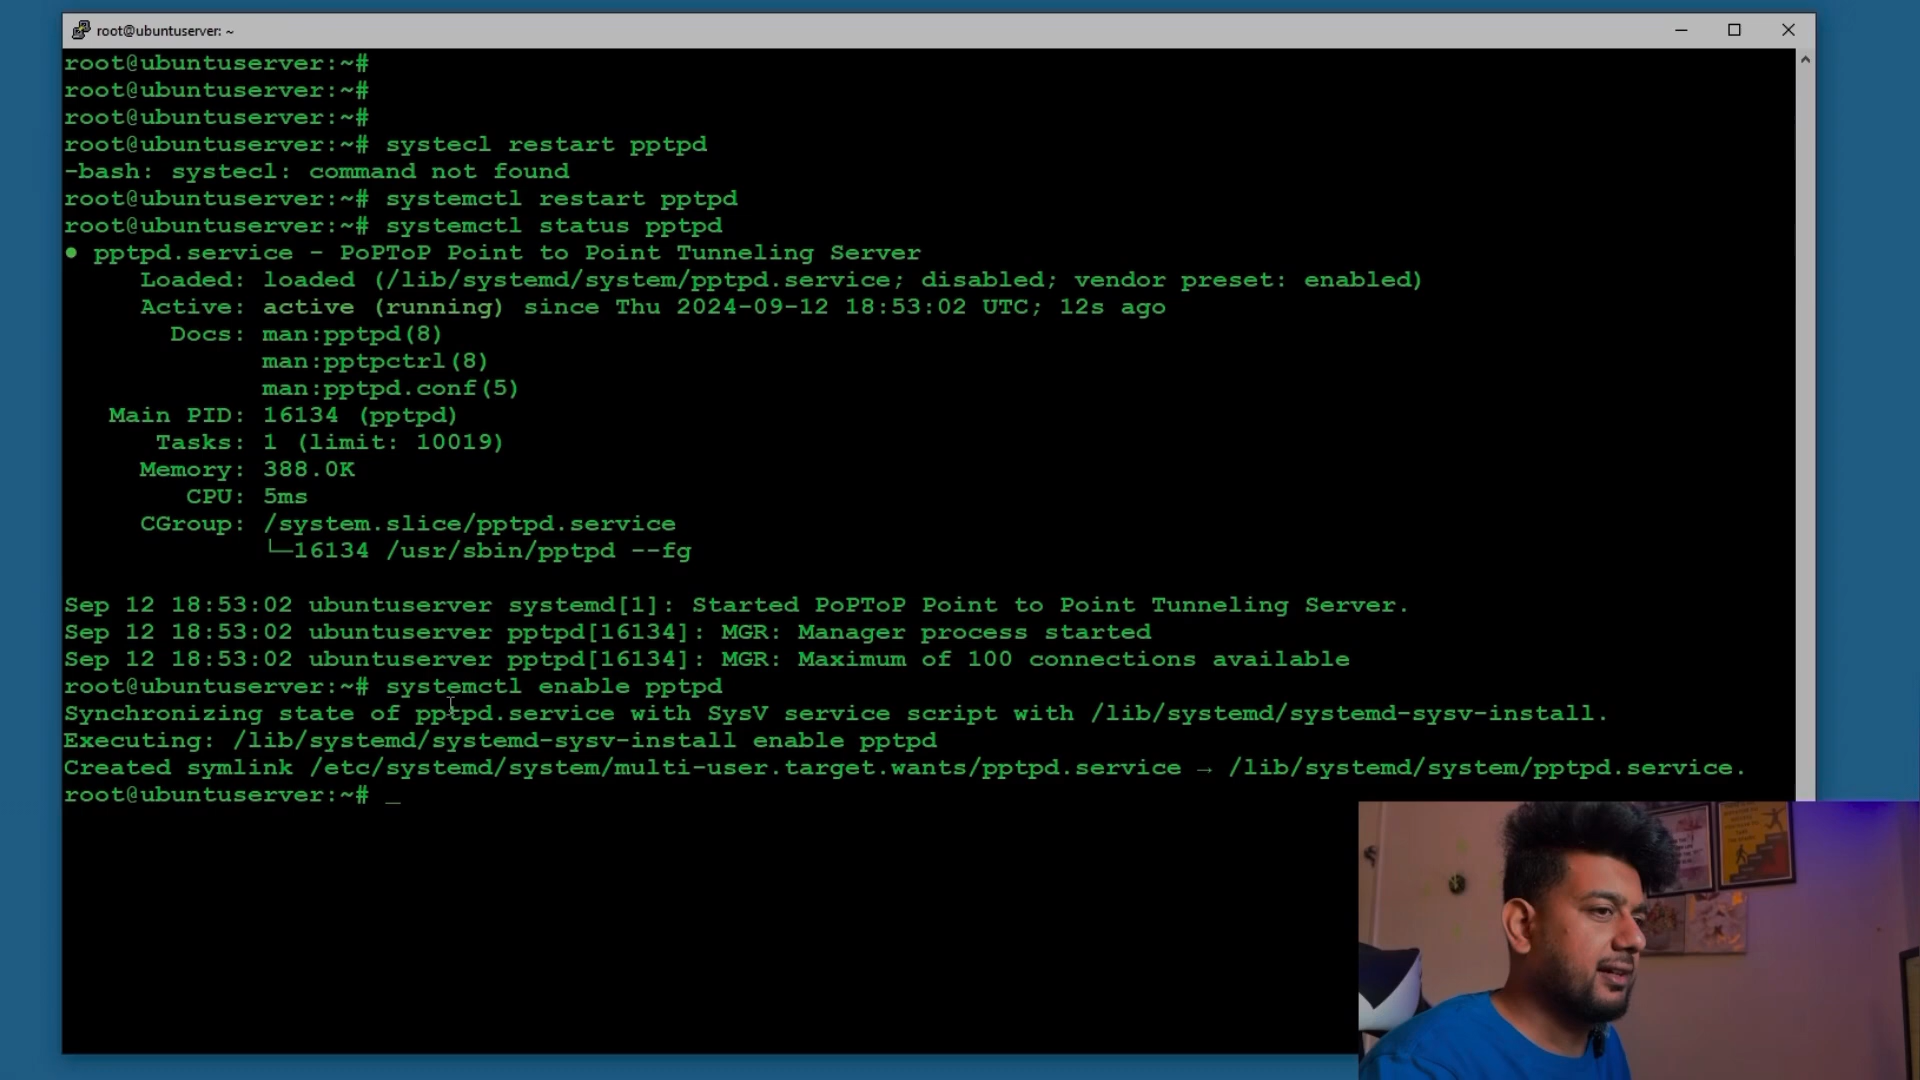 root@ubuntuserver: ~
root@ubuntuserver:~#
root@ubuntuserver:~#
root@ubuntuserver:~#
root@ubuntuserver:~# systecl restart pptpd
-bash: systecl: command not found
root@ubuntuserver:~# systemctl restart pptpd
root@ubuntuserver:~# systemctl status pptpd
● pptpd.service - PoPToP Point to Point Tunneling Server
Loaded: loaded (/lib/systemd/system/pptpd.service; disabled; vendor preset: enabled)
Active: active (running) since Thu 2024-09-12 18:53:02 UTC; 12s ago
Docs: man:pptpd(8)
man:pptpctrl(8)
man:pptpd.conf(5)
Main PID: 16134 (pptpd)
Tasks: 1 (limit: 10019)
Memory: 388.0K
CPU: 5ms
CGroup: /system.slice/pptpd.service
└─16134 /usr/sbin/pptpd --fg
Sep 12 18:53:02 ubuntuserver systemd[1]: Started PoPToP Point to Point Tunneling Server.
Sep 12 18:53:02 ubuntuserver pptpd[16134]: MGR: Manager process started
Sep 12 18:53:02 ubuntuserver pptpd[16134]: MGR: Maximum of 100 connections available
root@ubuntuserver:~# systemctl enable pptpd
Synchronizing state of pptpd.service with SysV service script with /lib/systemd/systemd-sysv-install.
Executing: /lib/systemd/systemd-sysv-install enable pptpd
Created symlink /etc/systemd/system/multi-user.target.wants/pptpd.service → /lib/systemd/system/pptpd.service.
root@ubuntuserver:~# _